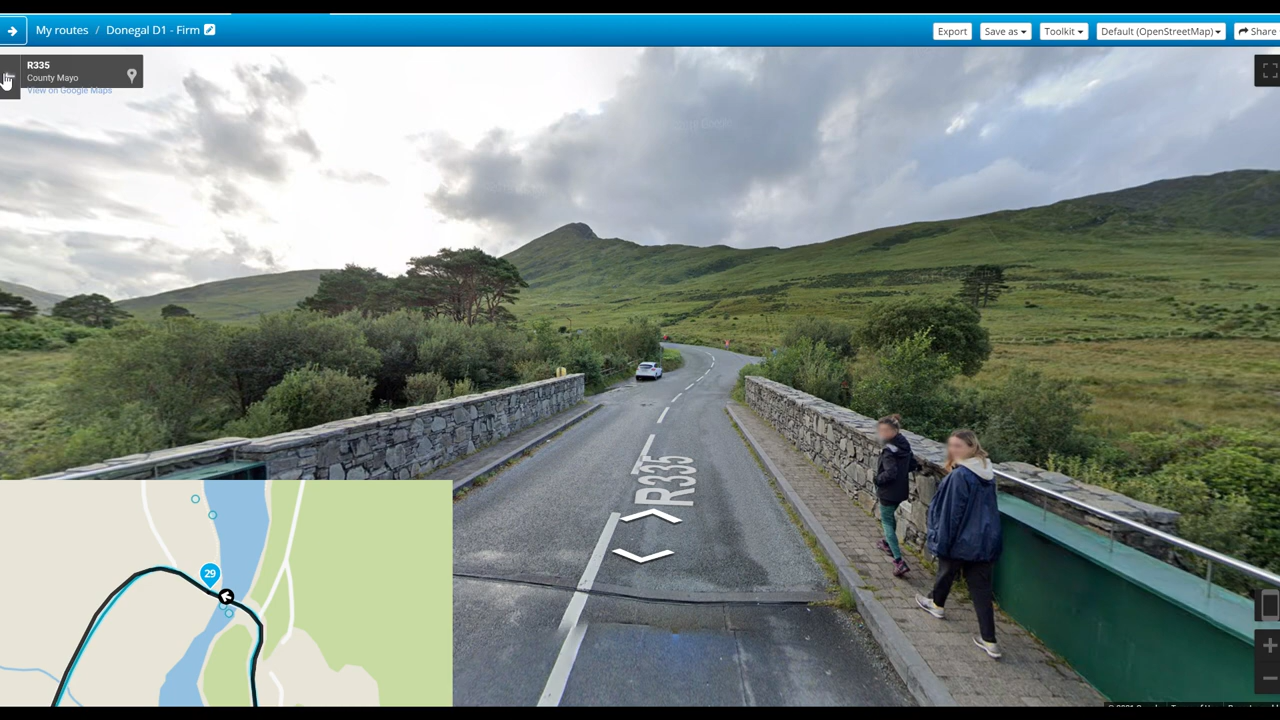 My routes / Donegal D1 - Firm
Export
Save as
Toolkit
Default (OpenStreetMap)
Share
R335
County Mayo
View on Google Maps
R335
29